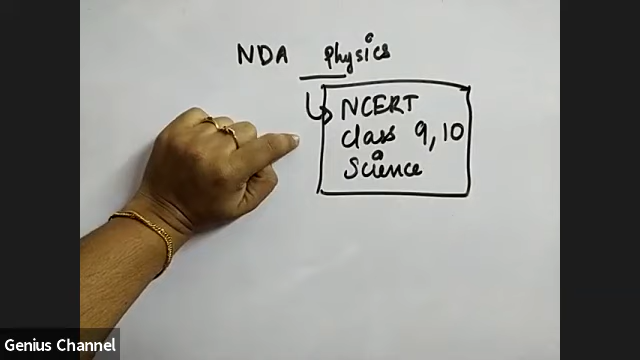 NDA Physics
NCERT
class 9, 10
Science
Genius Channel